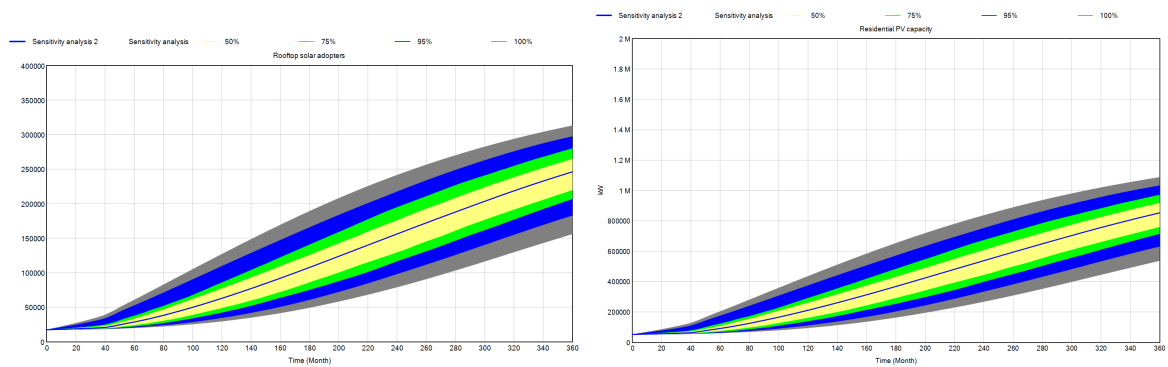 Sensitivity analysis 2 Sensitivity analysis 50% 75% 95% 100%
Rooftop solar adopters
400000
350000
300000
250000
200000
150000
100000
50000
0
0 20 40 60 80 100 120 140 160 180 200 220 240 260 280 300 320 340 360
Time (Month)
Sensitivity analysis 2 Sensitivity analysis 50% 75% 95% 100%
Residential PV capacity
2 M
1.8 M
1.6 M
1.4 M
1.2 M
1 M
800000
600000
400000
200000
0
kW
0 20 40 60 80 100 120 140 160 180 200 220 240 260 280 300 320 340 360
Time (Month)